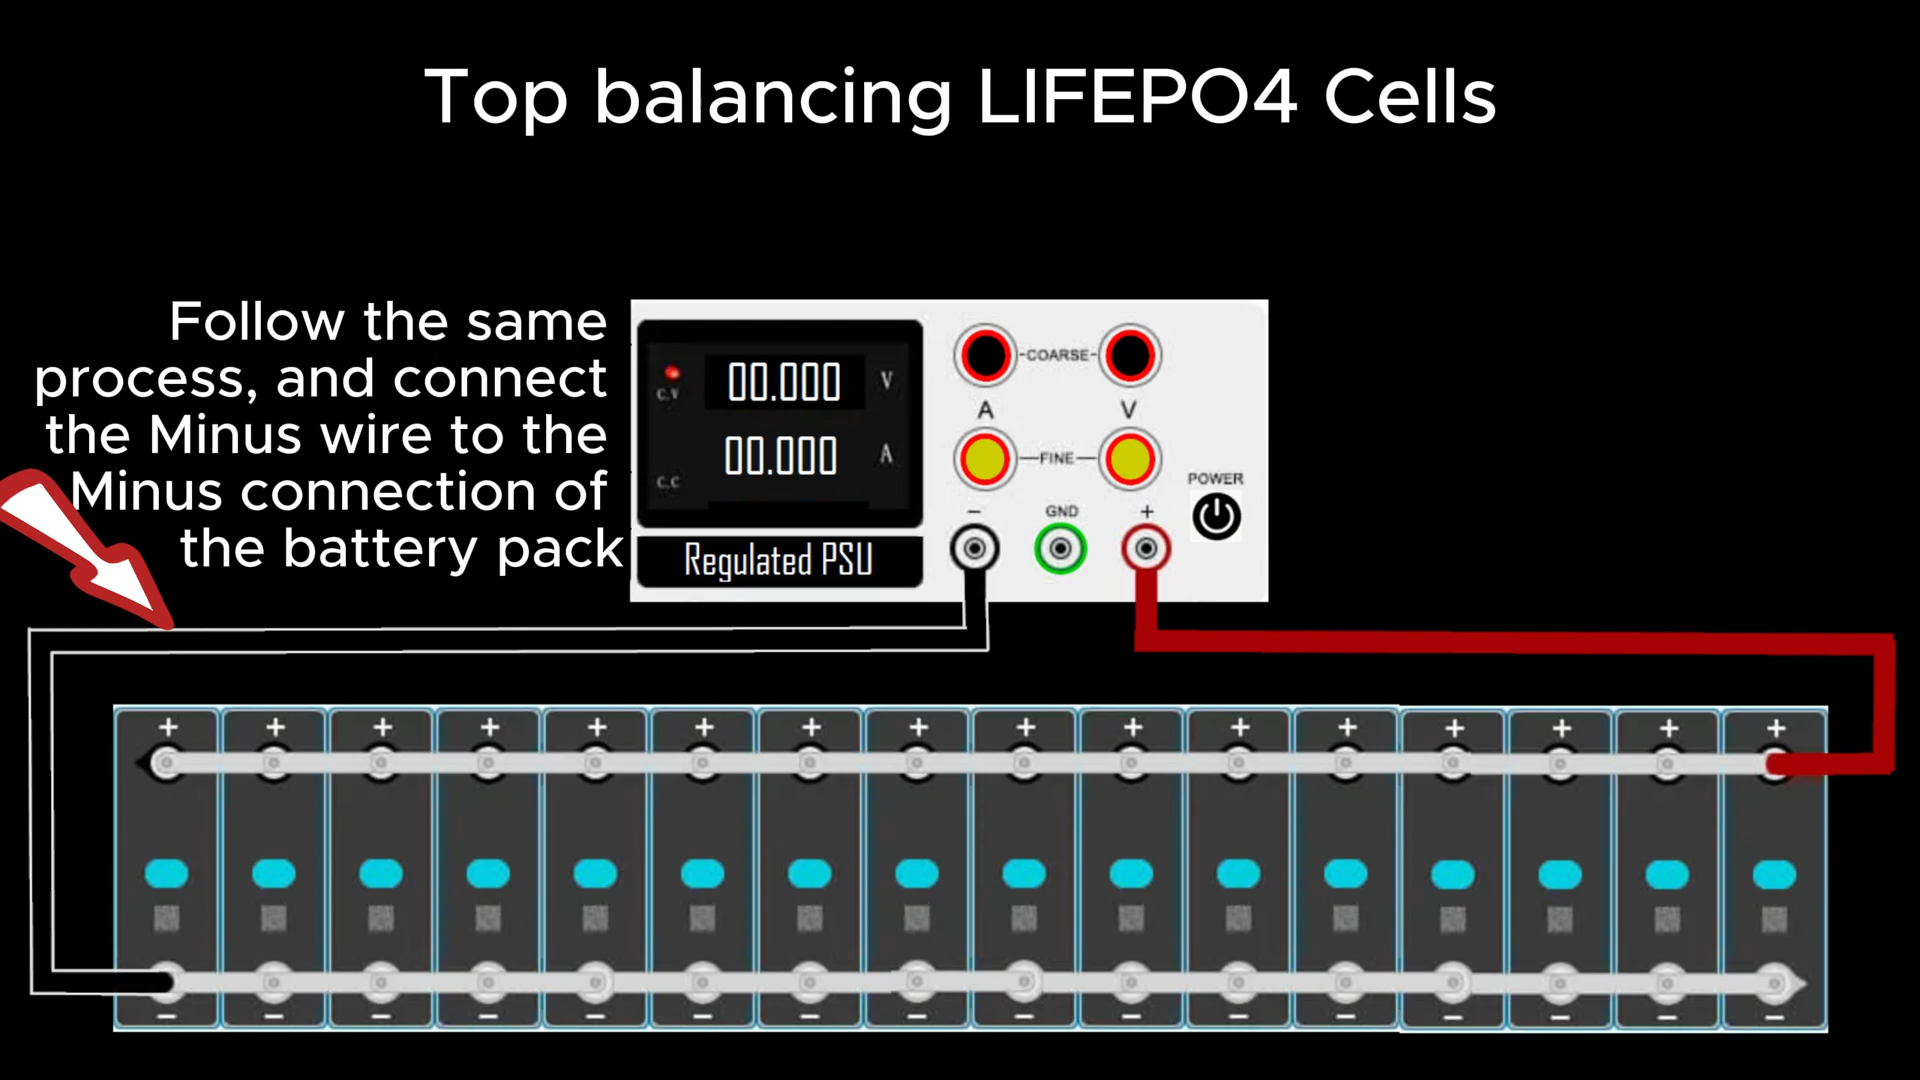 Top balancing LIFEPO4 Cells
Follow the same
process, and connect
the Minus wire to the
Minus connection of
the battery pack
C.V
00.000 V
00.000 A
C.C
Regulated PSU
-COARSE-
A V
-FINE-
POWER
- GND +
+ + + + + + + + + + + + + + + +
- - - - - - - - - - - - - - - -